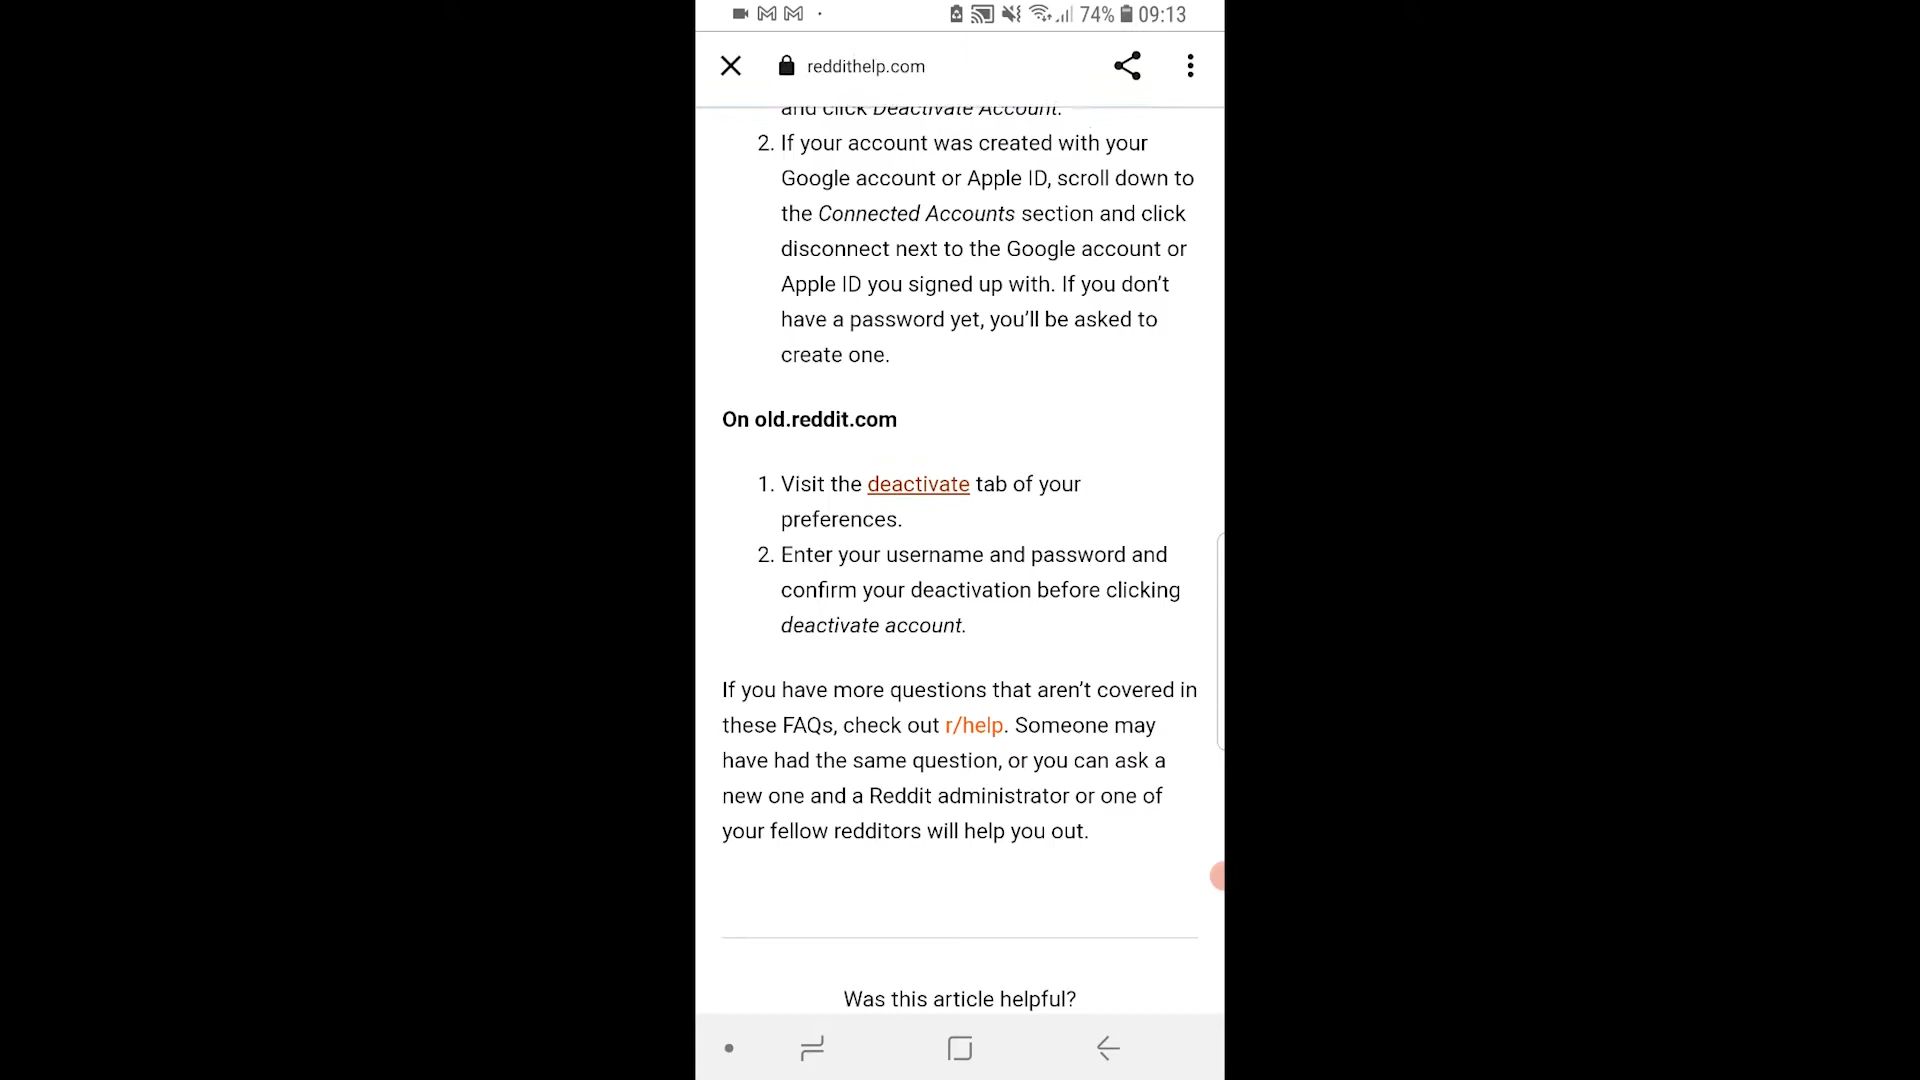 74% 09:13
reddithelp.com
and click Deactivate Account.
2. If your account was created with your
Google account or Apple ID, scroll down to
the Connected Accounts section and click
disconnect next to the Google account or
Apple ID you signed up with. If you don’t
have a password yet, you’ll be asked to
create one.
On old.reddit.com
1. Visit the deactivate tab of your
preferences.
2. Enter your username and password and
confirm your deactivation before clicking
deactivate account.
If you have more questions that aren’t covered in
these FAQs, check out r/help. Someone may
have had the same question, or you can ask a
new one and a Reddit administrator or one of
your fellow redditors will help you out.
Was this article helpful?